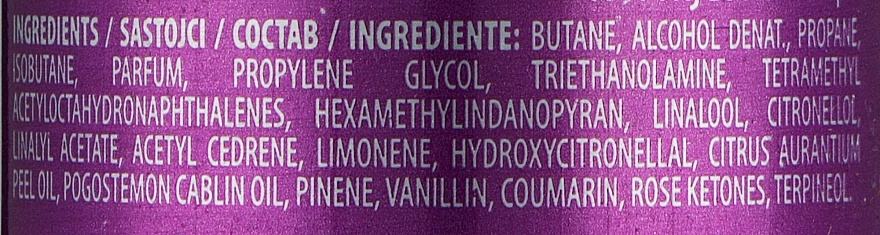 INGREDIENTS / SASTOJCI / СОСТАВ / INGREDIENTE: BUTANE, ALCOHOL DENAT., PROPANE,
ISOBUTANE, PARFUM, PROPYLENE GLYCOL, TRIETHANOLAMINE, TETRAMETHYL
ACETYLOCTAHYDRONAPHTHALENES, HEXAMETHYLINDANOPYRAN, LINALOOL, CITRONELLOL,
LINALYL ACETATE, ACETYL CEDRENE, LIMONENE, HYDROXYCITRONELLAL, CITRUS AURANTIUM
PEEL OIL, POGOSTEMON CABLIN OIL, PINENE, VANILLIN, COUMARIN, ROSE KETONES, TERPINEOL.